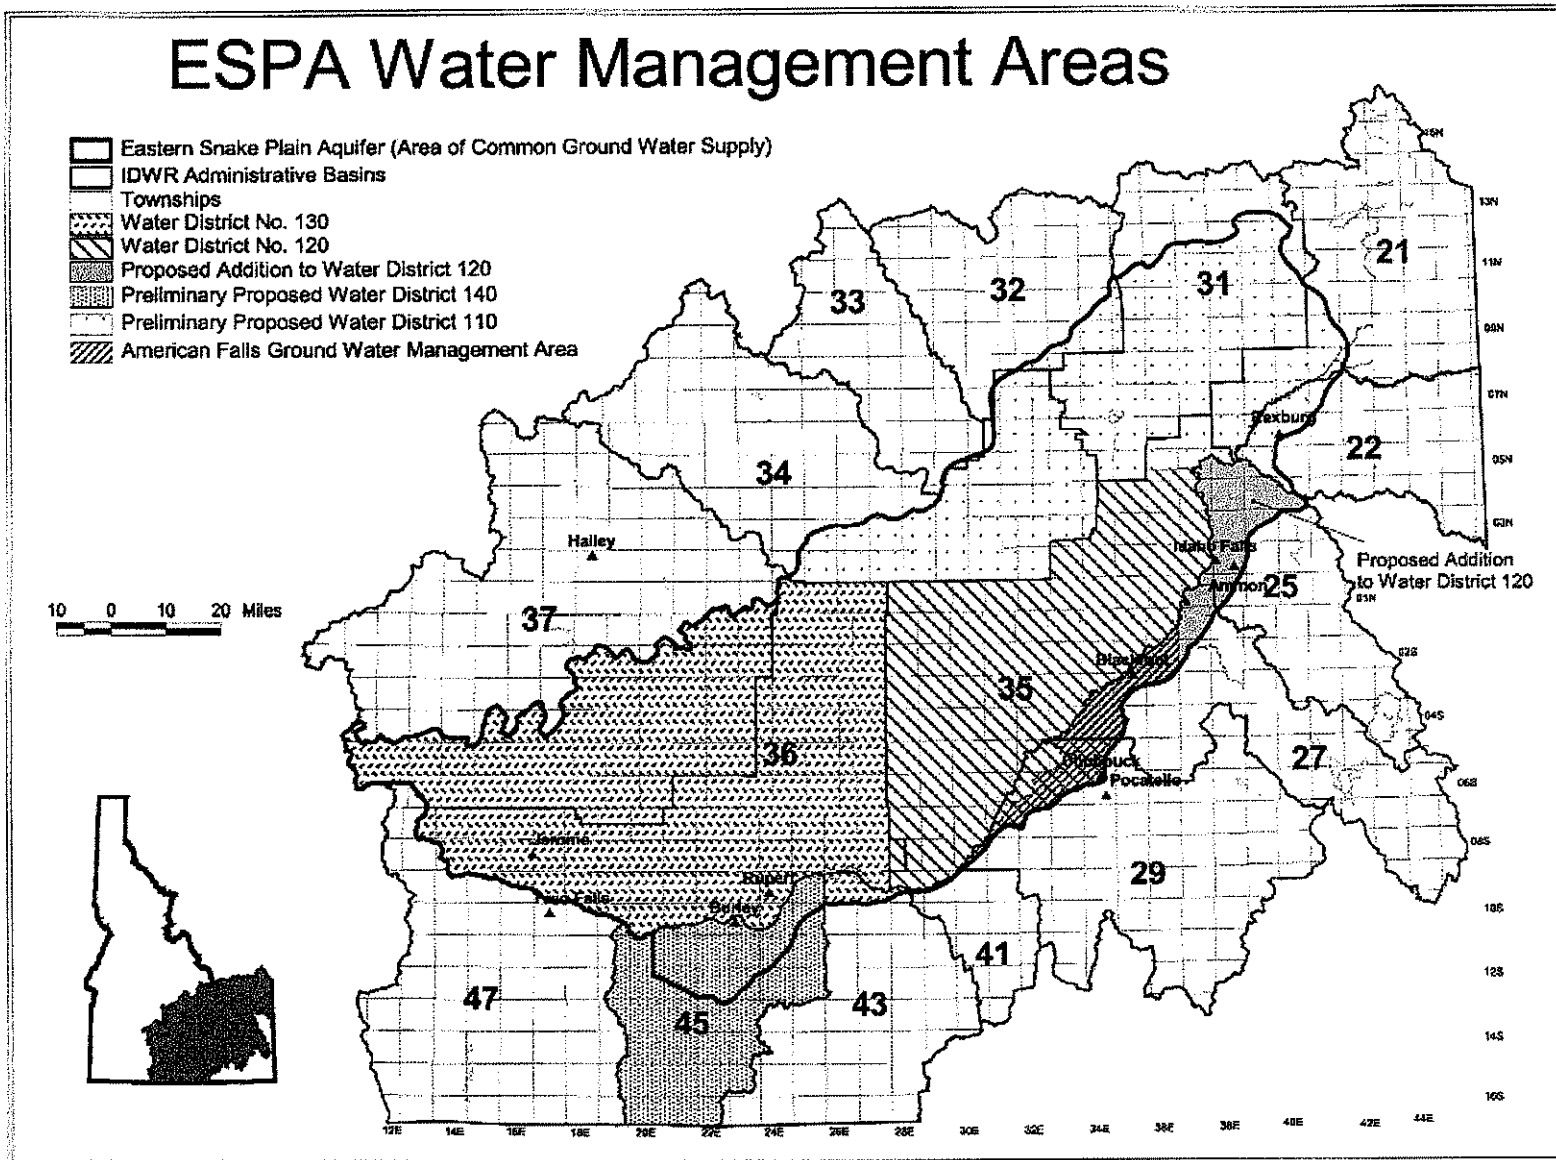 ESPA Water Management Areas
Eastern Snake Plain Aquifer (Area of Common Ground Water Supply)
IDWR Administrative Basins
Townships
Water District No. 130
Water District No. 120
Proposed Addition to Water District 120
Preliminary Proposed Water District 140
Preliminary Proposed Water District 110
American Falls Ground Water Management Area
13N
21
11N
31
32
33
09N
07N
Rexburg
22
05N
34
03N
Hailey
Idaho Falls
Proposed Addition
to Water District 120
Ammon
25
01N
10 0 10 20 Miles
37
02S
Blackfoot
35
04S
36
27
Chubbuck
Pocatello
06S
Jerome
08S
29
Rupert
Twin Falls
Burley
10S
41
12S
47
43
45
14S
16S
12E 14E 16E 18E 20E 22E 24E 26E 28E 30E 32E 34E 36E 38E 40E 42E 44E